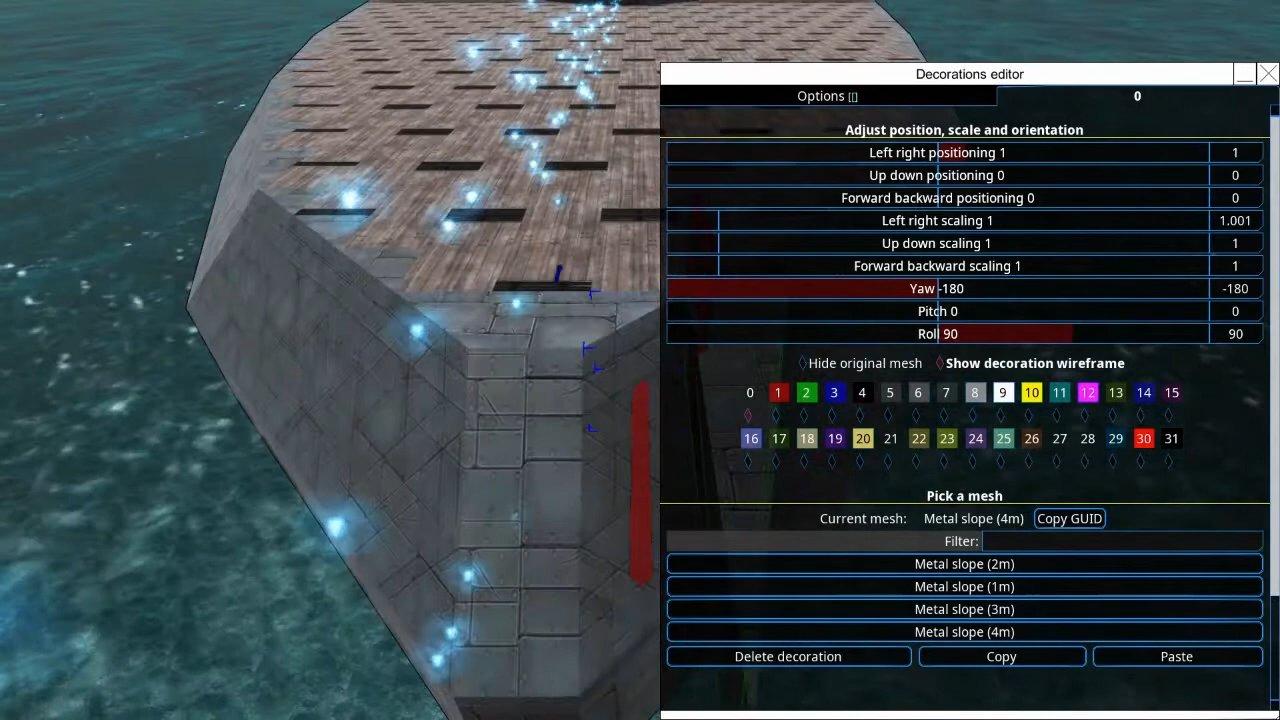 Decorations editor
Options [[]
0
Adjust position, scale and orientation
Left right positioning 1 1
Up down positioning 0 0
Forward backward positioning 0 0
Left right scaling 1 1.001
Up down scaling 1 1
Forward backward scaling 1 1
Yaw -180 -180
Pitch 0 0
Roll 90 90
Hide original mesh Show decoration wireframe
0 1 2 3 4 5 6 7 8 9 10 11 12 13 14 15
16 17 18 19 20 21 22 23 24 25 26 27 28 29 30 31
Pick a mesh
Current mesh: Metal slope (4m) Copy GUID
Filter:
Metal slope (2m)
Metal slope (1m)
Metal slope (3m)
Metal slope (4m)
Delete decoration Copy Paste